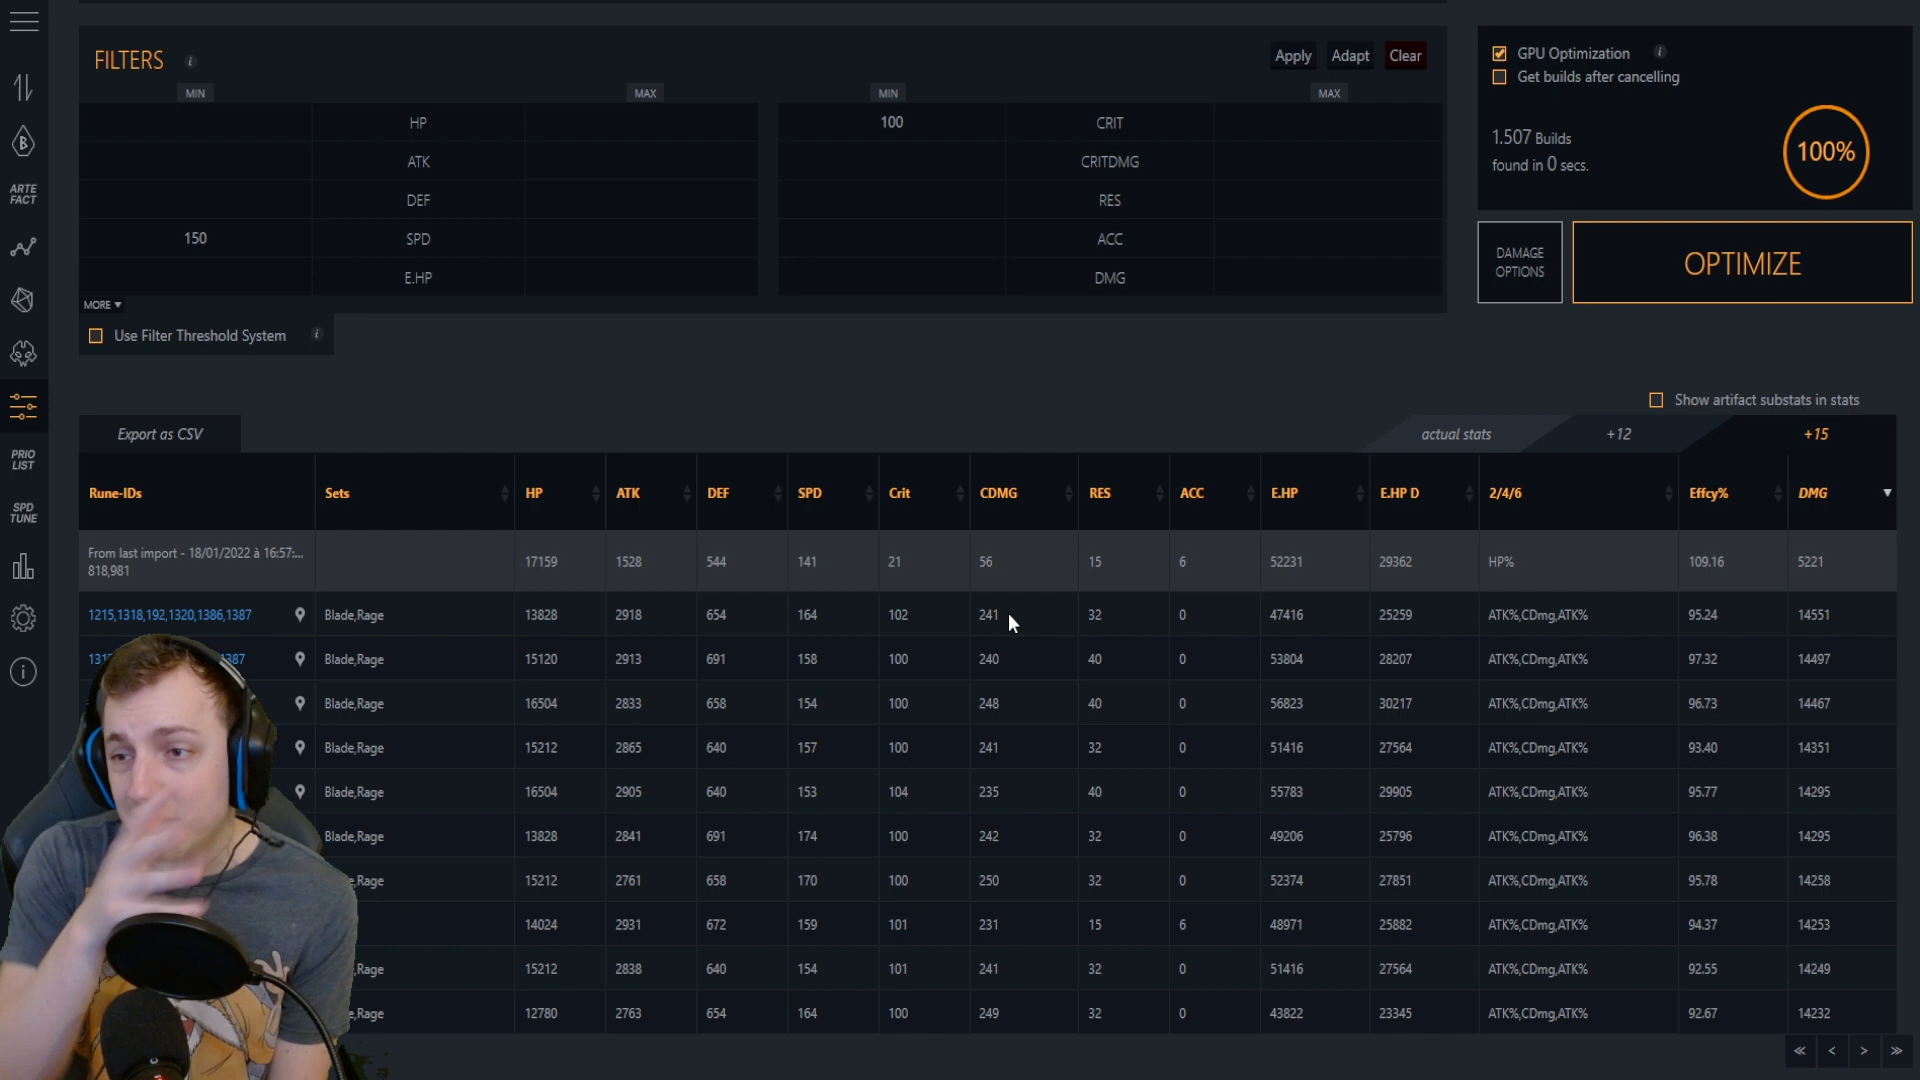 FILTERS i
Apply Adapt Clear
MIN MAX MIN MAX
HP 100 CRIT
ATK CRITDMG
DEF RES
150 SPD ACC
E.HP DMG
MORE ▼
Use Filter Threshold System i
GPU Optimization i
Get builds after cancelling
1.507 Builds
found in 0 secs.
100%
DAMAGE
OPTIONS
OPTIMIZE
ARTE
FACT
PRIO
LIST
SPD
TUNE
Show artifact substats in stats
Export as CSV actual stats +12 +15
Rune-IDs Sets HP ATK DEF SPD Crit CDMG RES ACC E.HP E.HP D 2/4/6 Effcy% DMG ▼
From last import - 18/01/2022 à 16:57:...
818,981 17159 1528 544 141 21 56 15 6 52231 29362 HP% 109.16 5221
1215,1318,192,1320,1386,1387 Blade,Rage 13828 2918 654 164 102 241 32 0 47416 25259 ATK%,CDmg,ATK% 95.24 14551
Blade,Rage 15120 2913 691 158 100 240 40 0 53804 28207 ATK%,CDmg,ATK% 97.32 14497
Blade,Rage 16504 2833 658 154 100 248 40 0 56823 30217 ATK%,CDmg,ATK% 96.73 14467
Blade,Rage 15212 2865 640 157 100 241 32 0 51416 27564 ATK%,CDmg,ATK% 93.40 14351
Blade,Rage 16504 2905 640 153 104 235 40 0 55783 29905 ATK%,CDmg,ATK% 95.77 14295
Blade,Rage 13828 2841 691 174 100 242 32 0 49206 25796 ATK%,CDmg,ATK% 96.38 14295
e,Rage 15212 2761 658 170 100 250 32 0 52374 27851 ATK%,CDmg,ATK% 95.78 14258
14024 2931 672 159 101 231 15 6 48971 25882 ATK%,CDmg,ATK% 94.37 14253
,Rage 15212 2838 640 154 101 241 32 0 51416 27564 ATK%,CDmg,ATK% 92.55 14249
e,Rage 12780 2763 654 164 100 249 32 0 43822 23345 ATK%,CDmg,ATK% 92.67 14232
« < > »